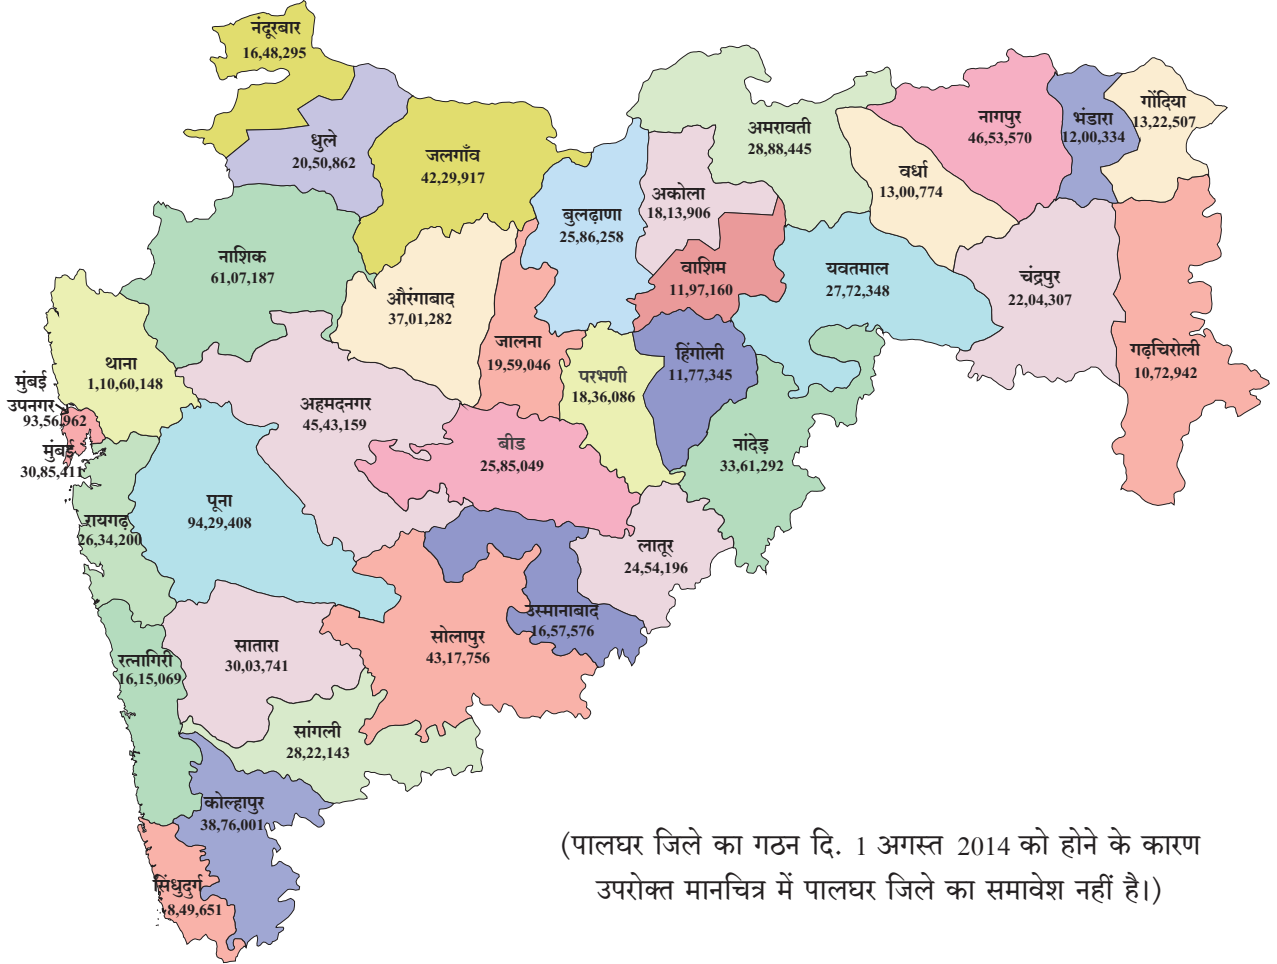 नंदूरबार
16,48,295
धुले
20,50,862
जलगाँव
42,29,917
बुलढ़ाणा
25,86,258
अकोला
18,13,906
अमरावती
28,88,445
वर्धा
13,00,774
नागपुर
46,53,570
भंडारा
12,00,334
गोंदिया
13,22,507
नाशिक
61,07,187
औरंगाबाद
37,01,282
जालना
19,59,046
वाशिम
11,97,160
यवतमाल
27,72,348
चंद्रपुर
22,04,307
गढ़चिरोली
10,72,942
थाना
1,10,60,148
मुंबई
उपनगर
93,56,962
मुंबई
30,85,411
अहमदनगर
45,43,159
परभणी
18,36,086
हिंगोली
11,77,345
बीड
25,85,049
नांदेड़
33,61,292
पूना
94,29,408
रायगढ़
26,34,200
लातूर
24,54,196
उस्मानाबाद
16,57,576
सोलापुर
43,17,756
सातारा
30,03,741
रत्नागिरी
16,15,069
सांगली
28,22,143
कोल्हापुर
38,76,001
सिंधुदुर्ग
8,49,651
(पालघर जिले का गठन दि. 1 अगस्त 2014 को होने के कारण
उपरोक्त मानचित्र में पालघर जिले का समावेश नहीं है।)